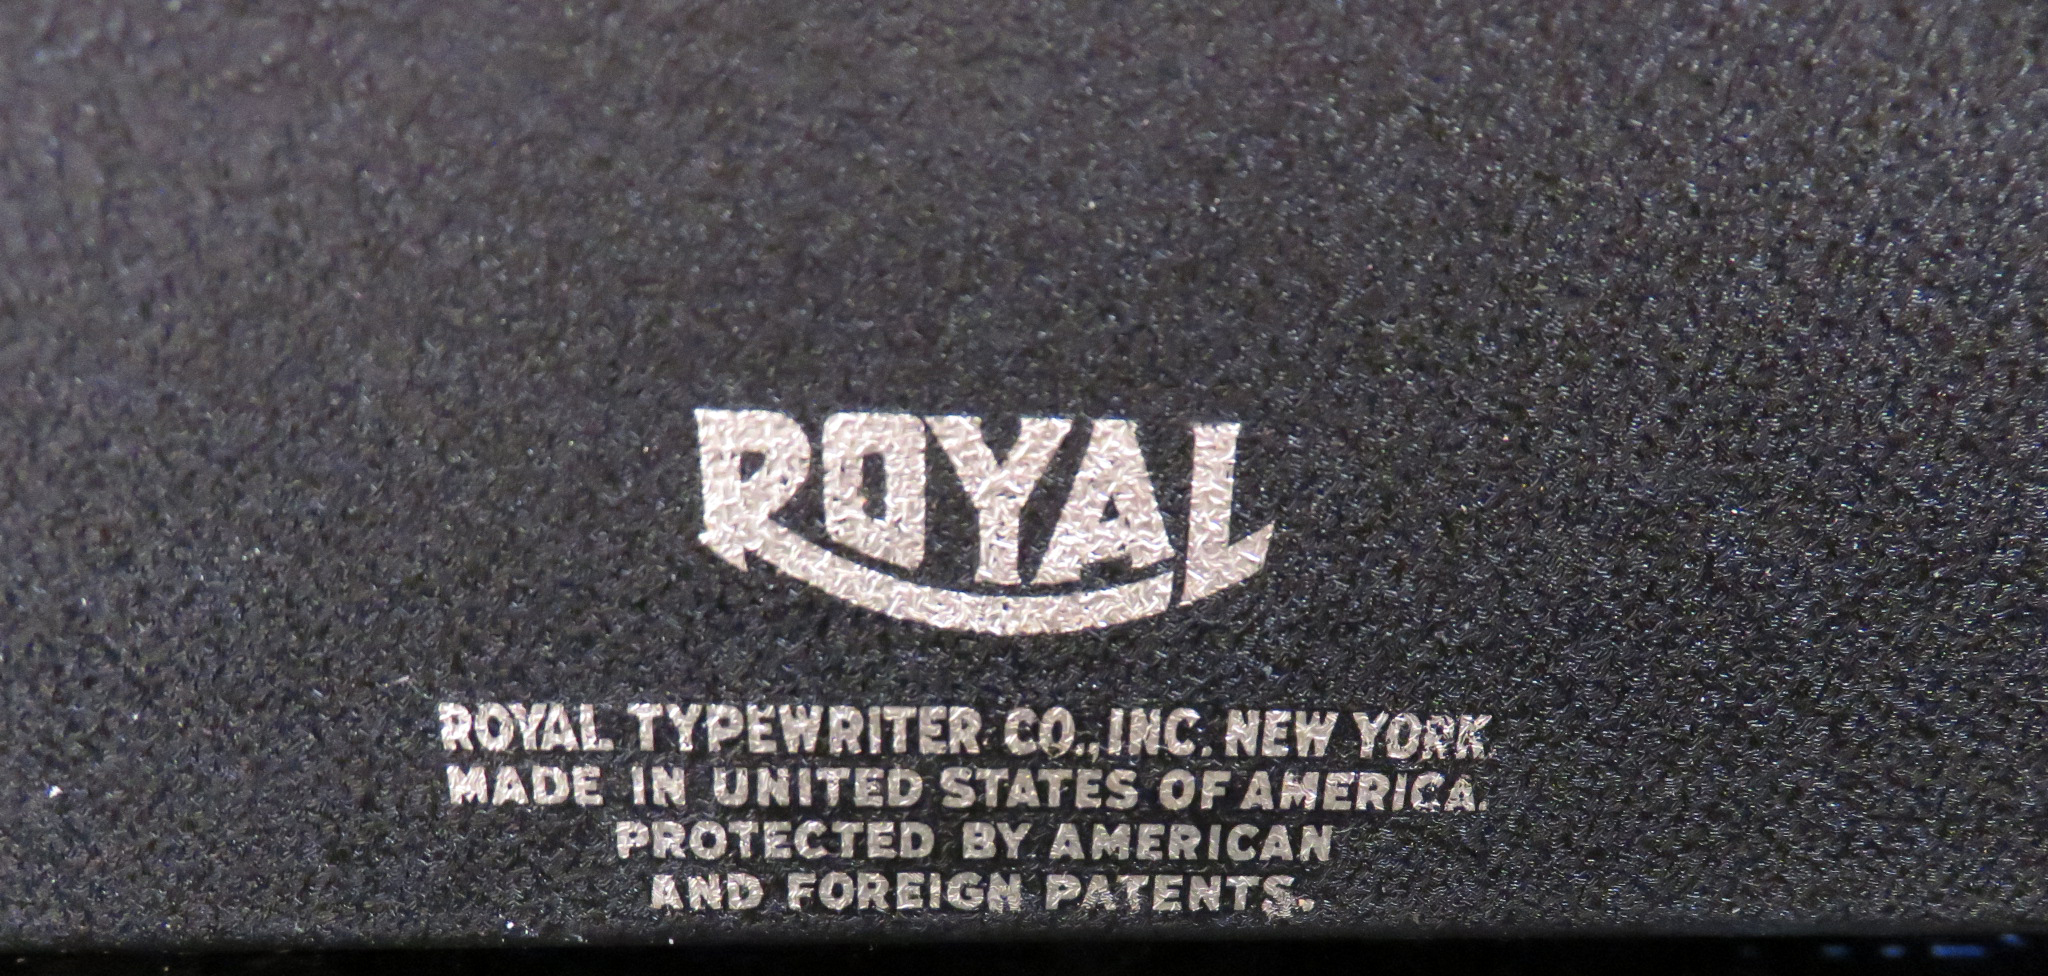 ROYAL
ROYAL TYPEWRITER CO., INC. NEW YORK.
MADE IN UNITED STATES OF AMERICA.
PROTECTED BY AMERICAN
AND FOREIGN PATENTS.